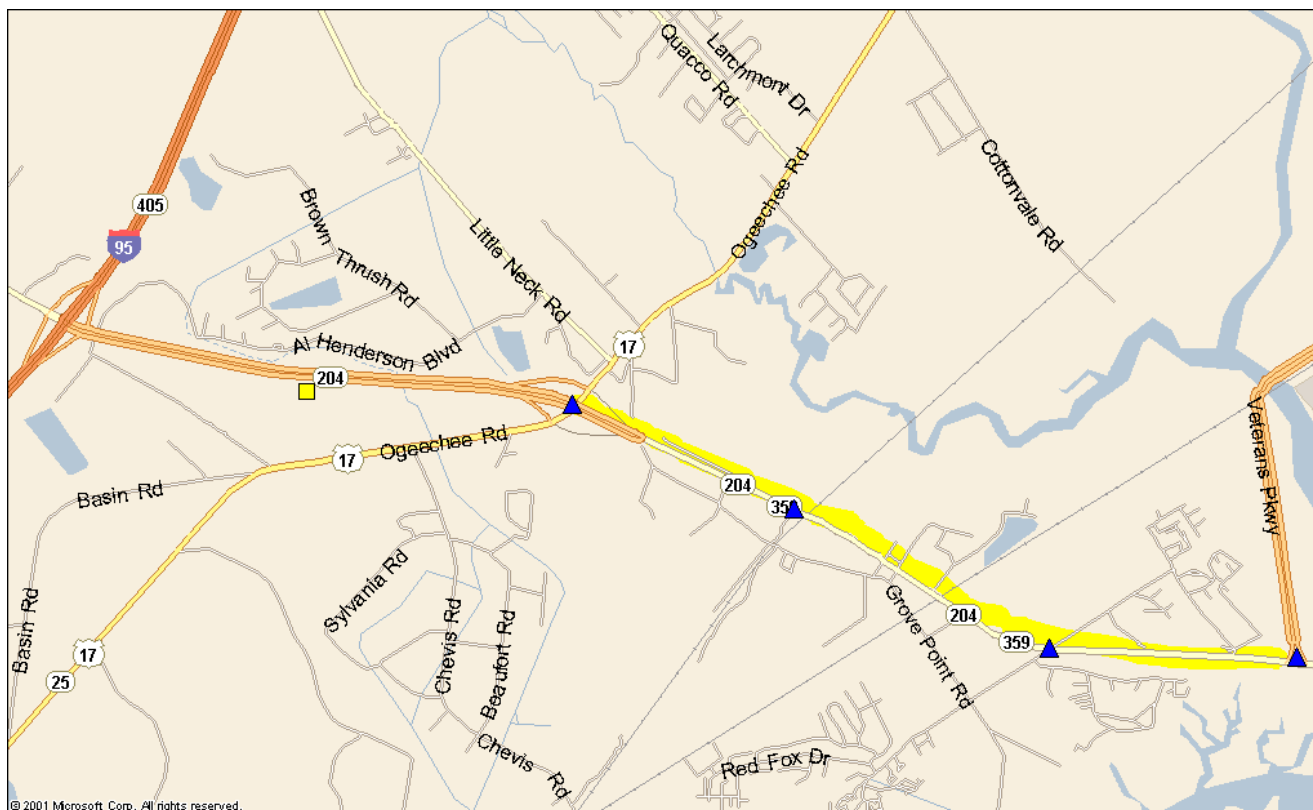 Quacco Rd
Larchmont Dr
405
95
Brown Thrush Rd
Little Neck Rd
Ogeechee Rd
Cottonvale Rd
17
Al Henderson Blvd
204
Ogeechee Rd
17
Basin Rd
Veterans Pkwy
204
Sylvania Rd
Chevis Rd
Beaufort Rd
Grove Point Rd
204
359
Basin Rd
17
25
Chevis Rd
Red Fox Dr
© 2001 Microsoft Corp. All rights reserved.